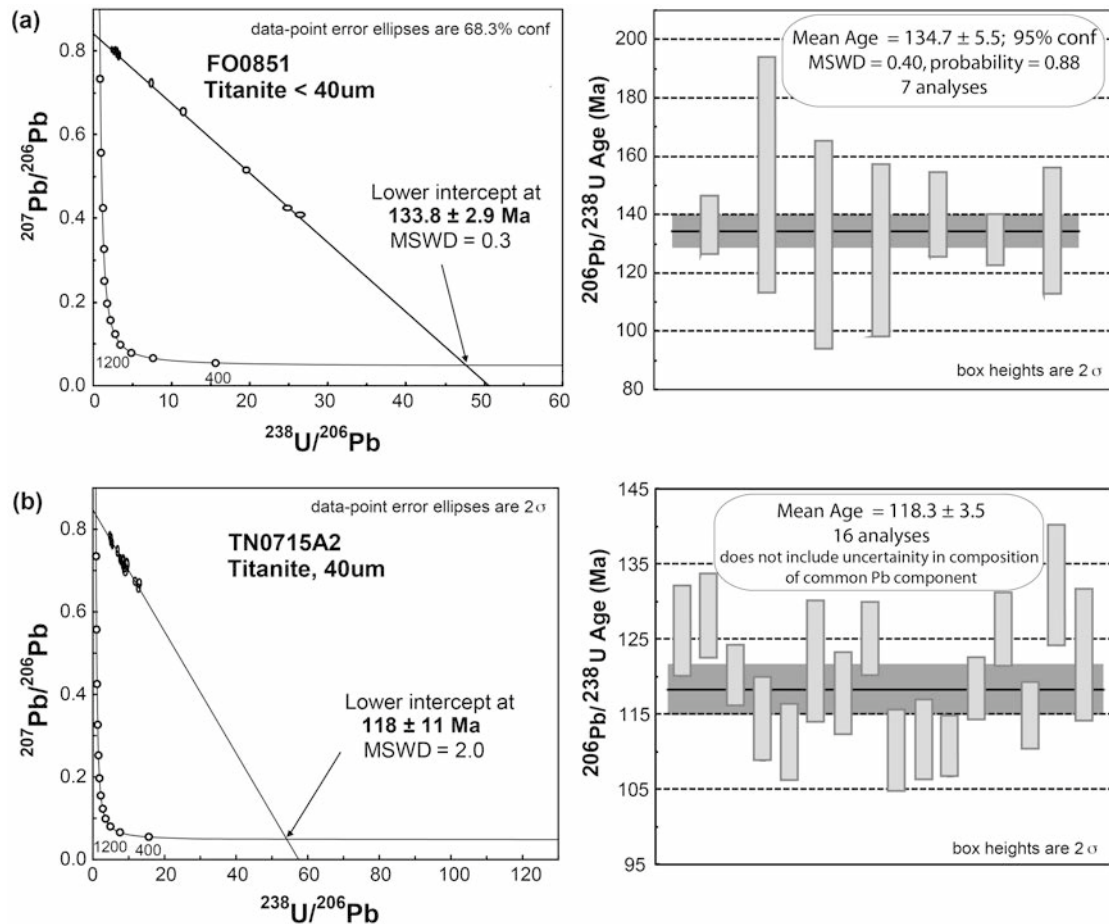 (a)
data-point error ellipses are 68.3% conf
FO0851
Titanite < 40um
Lower intercept at
133.8 ± 2.9 Ma
MSWD = 0.3
1200
400
0.8
0.6
0.4
0.2
0.0
0 10 20 30 40 50 60
207Pb/206Pb
238U/206Pb
Mean Age = 134.7 ± 5.5; 95% conf
MSWD = 0.40, probability = 0.88
7 analyses
200
180
160
140
120
100
80
206Pb/238U Age (Ma)
box heights are 2 σ
(b)
data-point error ellipses are 2 σ
TN0715A2
Titanite, 40um
Lower intercept at
118 ± 11 Ma
MSWD = 2.0
1200
400
0.8
0.6
0.4
0.2
0.0
0 20 40 60 80 100 120
207Pb/206Pb
238U/206Pb
Mean Age = 118.3 ± 3.5
16 analyses
does not include uncertainity in composition
of common Pb component
145
135
125
115
105
95
206Pb/238U Age (Ma)
box heights are 2 σ